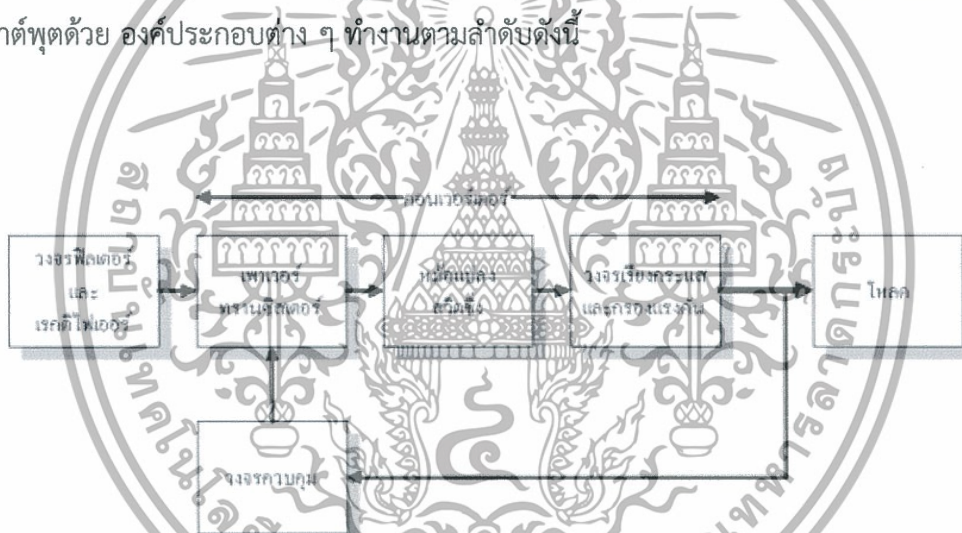 าต์พุตด้วย องค์ประกอบต่าง ๆ ทำงานตามลำดับดังนี้
คอนเวอร์เตอร์
วงจรฟิลเตอร์
และ
เรกติไฟเออร์
เพาเวอร์
ทรานซิสเตอร์
หม้อแปลง
สวิตชิ่ง
วงจรเรียงกระแส
และกรองแรงดัน
โหลด
วงจรควบคุม